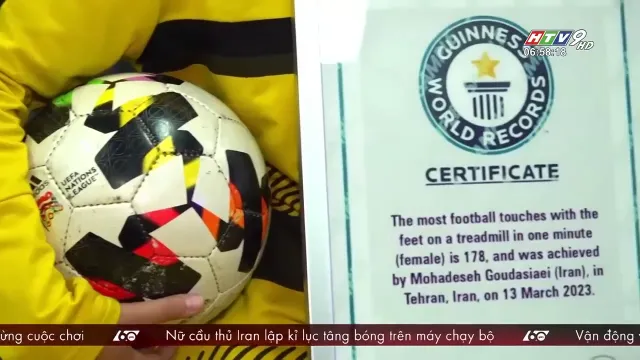 HTV9 HD
06:58:18
GUINNESS
WORLD RECORDS
CERTIFICATE
The most football touches with the
feet on a treadmill in one minute
(female) is 178, and was achieved
by Mohadeseh Goudasiaei (Iran), in
Tehran, Iran, on 13 March 2023.
UEFA
NATIONS
LEAGUE
ừng cuộc chơi
Nữ cầu thủ Iran lập kỉ lục tâng bóng trên máy chạy bộ
Vận động